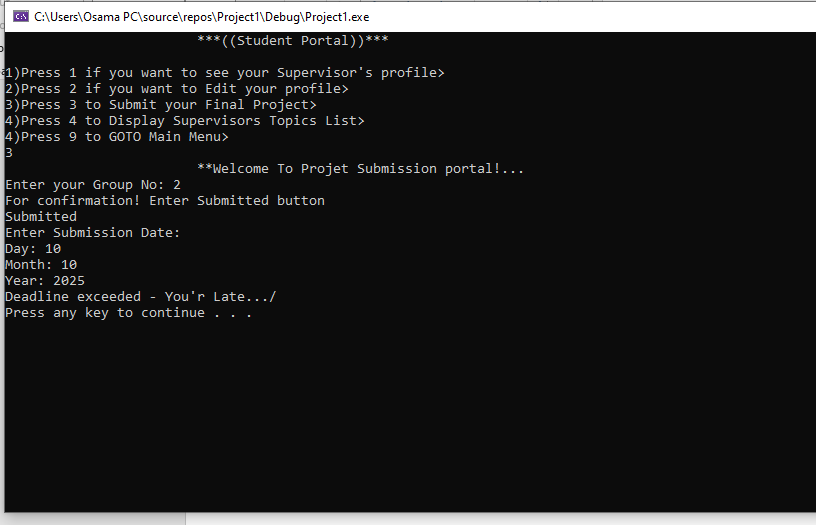 C:\Users\Osama PC\source\repos\Project1\Debug\Project1.exe
***((Student Portal))***
1)Press 1 if you want to see your Supervisor's profile>
2)Press 2 if you want to Edit your profile>
3)Press 3 to Submit your Final Project>
4)Press 4 to Display Supervisors Topics List>
4)Press 9 to GOTO Main Menu>
3
**Welcome To Projet Submission portal!...
Enter your Group No: 2
For confirmation! Enter Submitted button
Submitted
Enter Submission Date:
Day: 10
Month: 10
Year: 2025
Deadline exceeded - You'r Late.../
Press any key to continue . . .